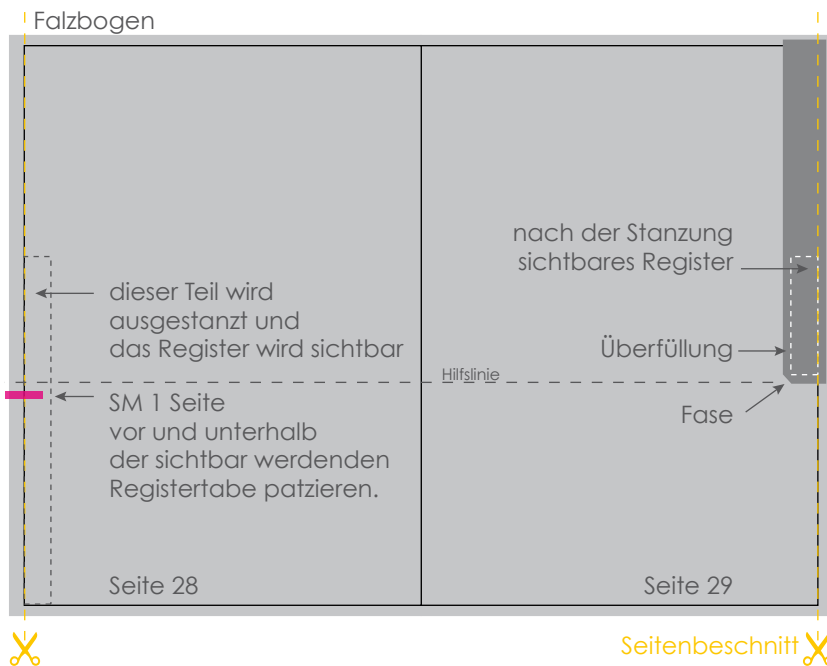 Falzbogen
nach der Stanzung
sichtbares Register
dieser Teil wird
ausgestanzt und
das Register wird sichtbar
Überfüllung
Hilfslinie
SM 1 Seite
vor und unterhalb
der sichtbar werdenden
Registertabe patzieren.
Fase
Seite 28
Seite 29
Seitenbeschnitt